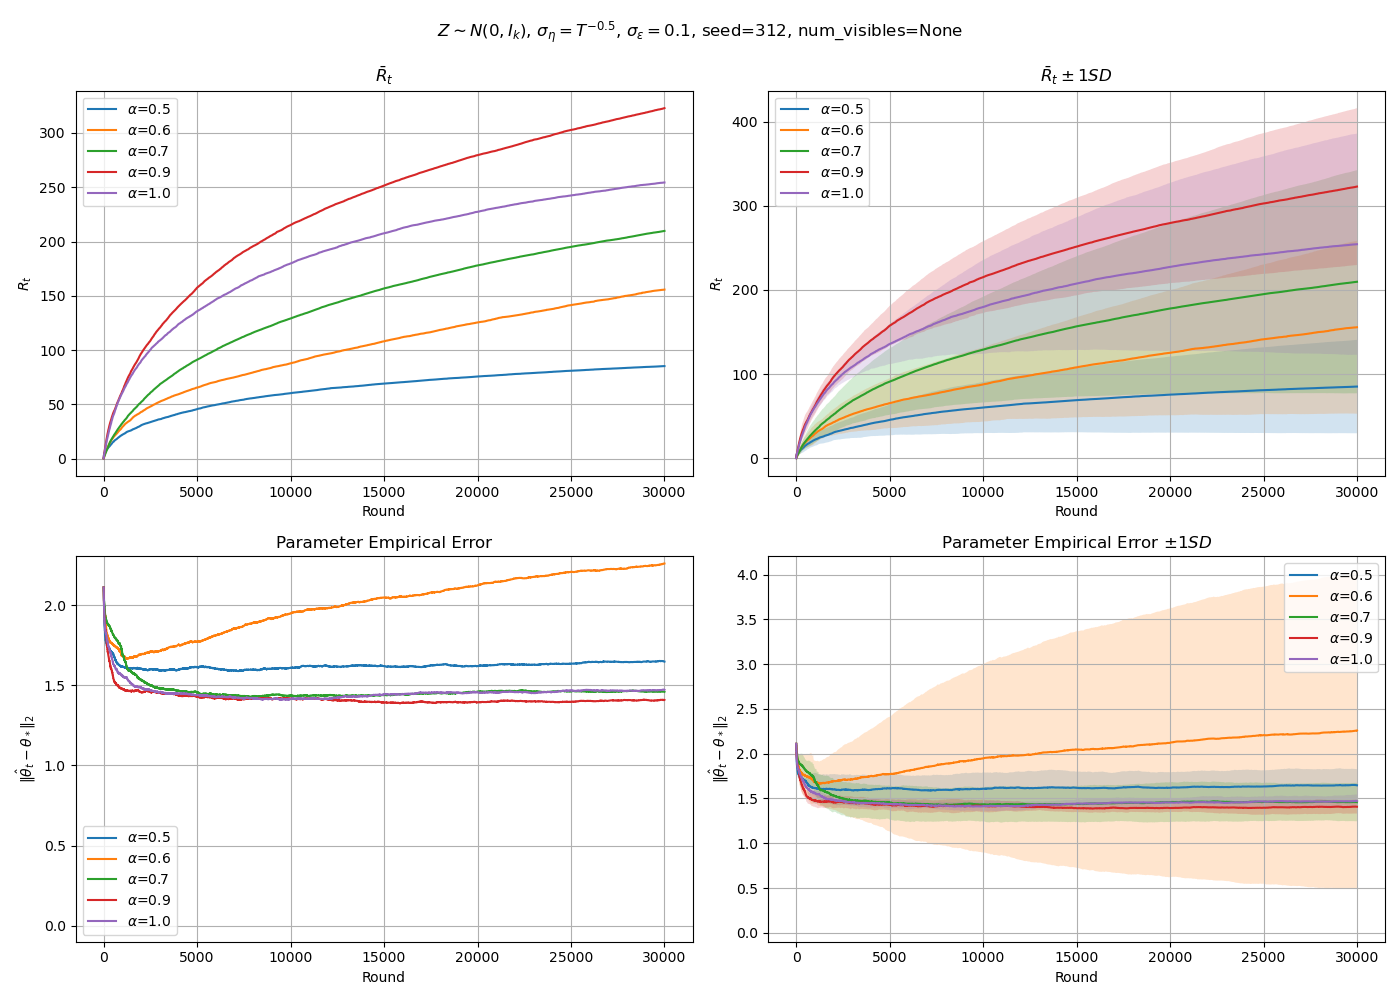 Z ~ N(0, I_k), σ_η = T^{−0.5}, σ_ε = 0.1, seed=312, num_visibles=None
R̄_t
α=0.5
α=0.6
α=0.7
α=0.9
α=1.0
R_t
300
250
200
150
100
50
0
0 5000 10000 15000 20000 25000 30000
Round
R̄_t ± 1SD
α=0.5
α=0.6
α=0.7
α=0.9
α=1.0
R_t
400
300
200
100
0
0 5000 10000 15000 20000 25000 30000
Round
Parameter Empirical Error
‖θ̂_t − θ_*‖_2
2.0
1.5
1.0
0.5
0.0
α=0.5
α=0.6
α=0.7
α=0.9
α=1.0
0 5000 10000 15000 20000 25000 30000
Round
Parameter Empirical Error ±1SD
‖θ̂_t − θ_*‖_2
α=0.5
α=0.6
α=0.7
α=0.9
α=1.0
4.0
3.5
3.0
2.5
2.0
1.5
1.0
0.5
0.0
0 5000 10000 15000 20000 25000 30000
Round